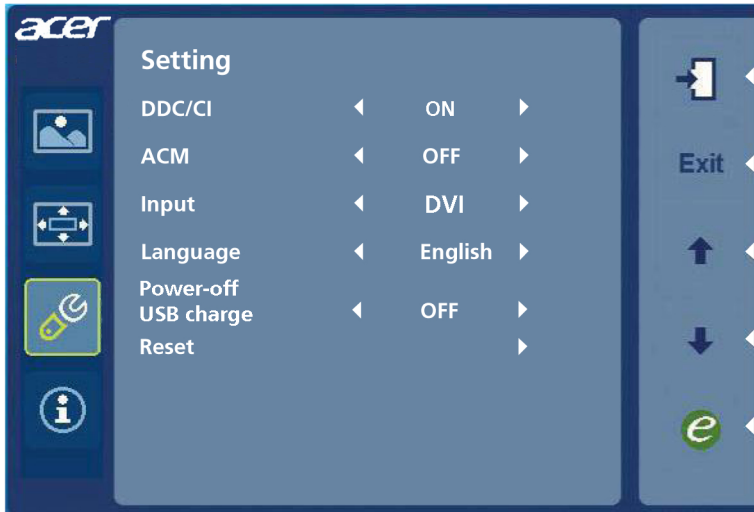 acer
Setting
DDC/CI ON
ACM OFF
Exit
Input DVI
Language English
Power-off
USB charge OFF
Reset
e